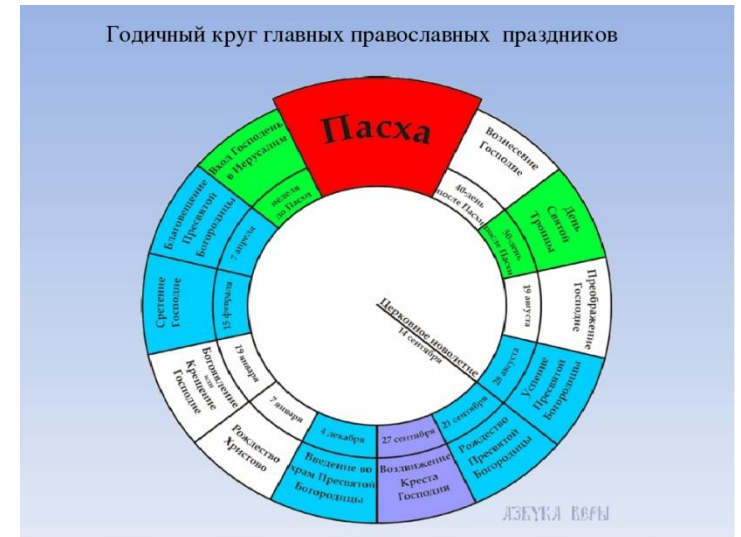 Годичный круг главных православных праздников
Пасха
Вознесение
Господне
40-день
после Пасхи
День
Святой
Троицы
50-день
после Пасхи
Преображение
Господне
19 августа
Успение
Пресвятой
Богородицы
28 августа
Церковное новолетие
14 сентября
Рождество
Пресвятой
Богородицы
21 сентября
27 сентября
Воздвижение
Креста
Господня
4 декабря
Введение во
храм Пресвятой
Богородицы
7 января
Рождество
Христово
19 января
Богоявление
или
Крещение
Господне
15 февраля
Сретение
Господне
7 апреля
Благовещение
Пресвятой
Богородицы
Вход Господень
в Иерусалим
неделя
до Пасхи
АЗБУКА ВЕРЫ